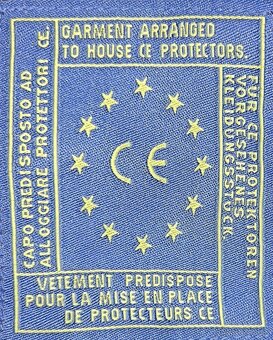 GARMENT ARRANGED
TO HOUSE CE PROTECTORS.
CAPO PREDISPOSTO AD
ALLOGGIARE PROTETTORI CE.
FÜR CE PROJEKTOREN
VORGESEHENES
KLEIDUNGSSTÜCK.
CE
VETEMENT PREDISPOSE
POUR LA MISE EN PLACE
DE PROTECTEURS CE